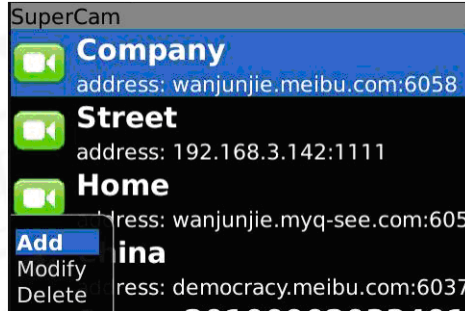 SuperCam
Company
address: wanjunjie.meibu.com:6058
Street
address: 192.168.3.142:1111
Home
ress: wanjunjie.myq-see.com:605
Add
ina
Modify
ress: democracy.meibu.com:6037
Delete